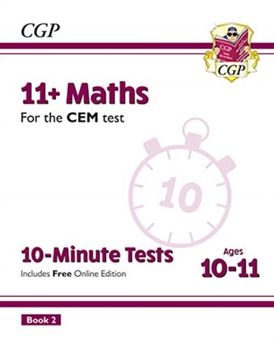 CGP
CGP
11+ Maths
For the CEM test
10
10-Minute Tests
Includes Free Online Edition
Ages
10-11
Book 2